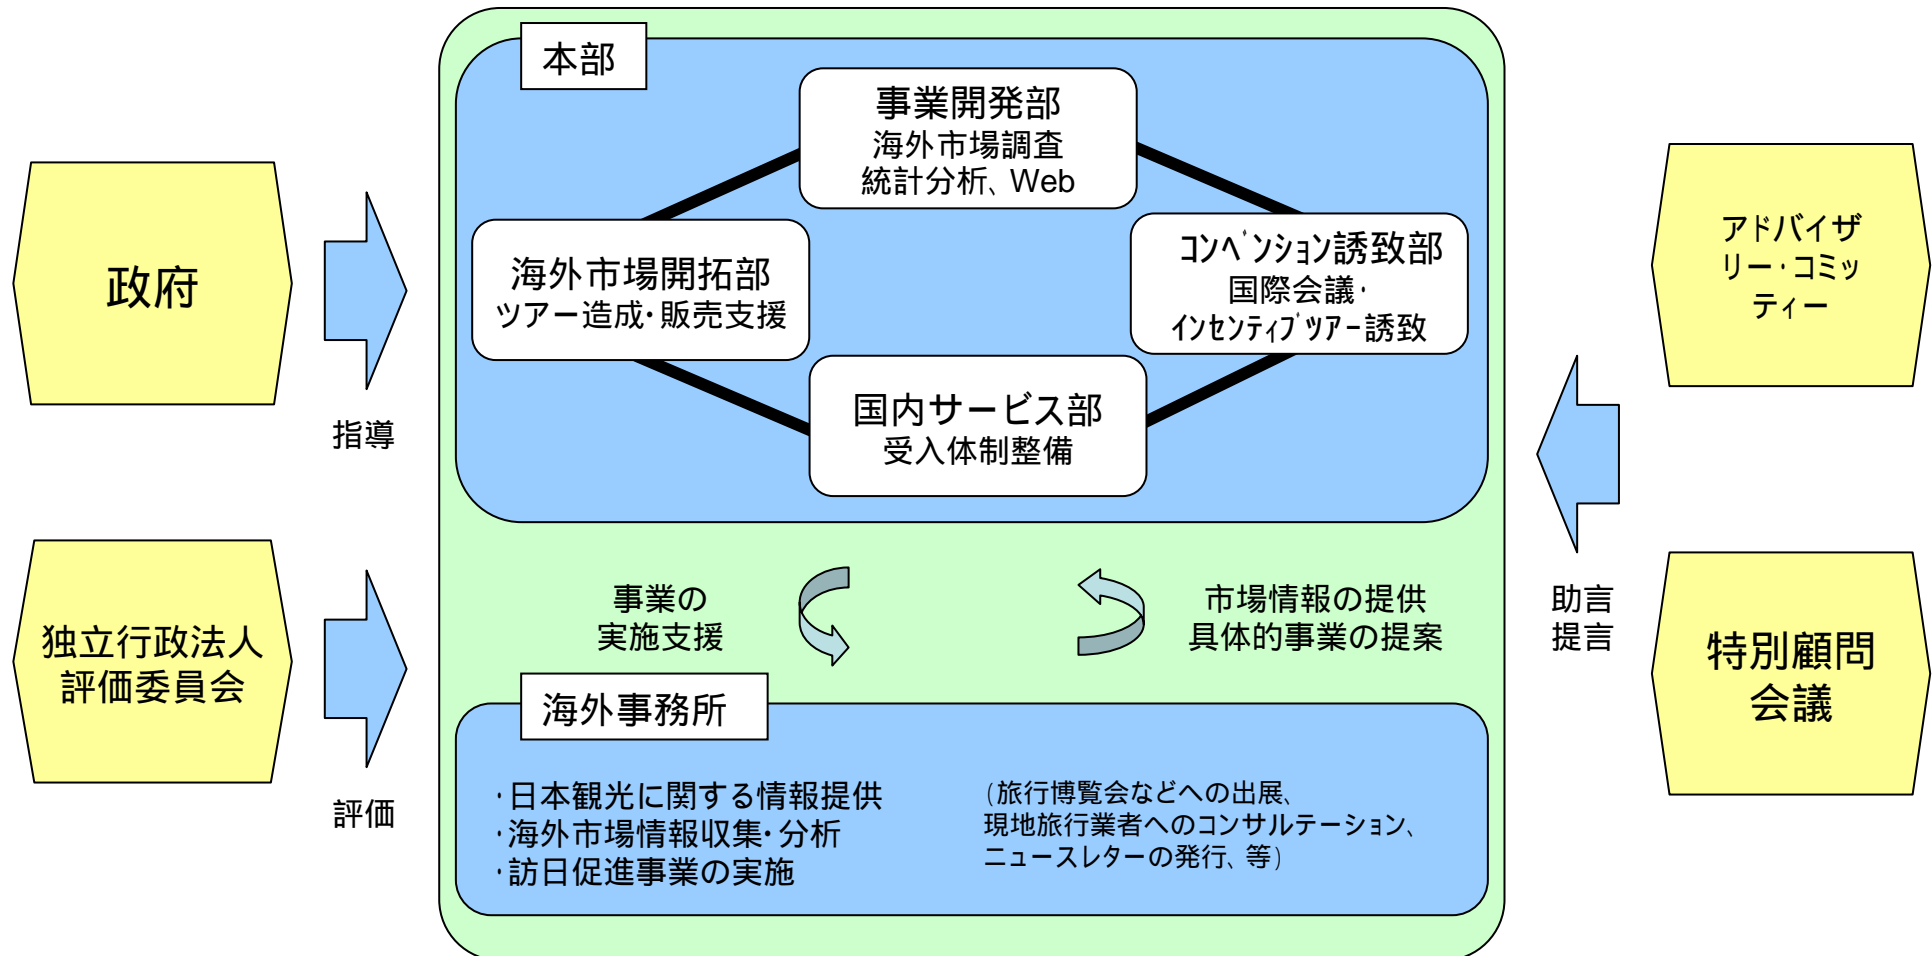 本部
事業開発部
海外市場調査
統計分析、Web
海外市場開拓部
ツアー造成・販売支援
ｺﾝﾍﾞﾝｼｮﾝ誘致部
国際会議・
ｲﾝｾﾝﾃｨﾌﾞﾂｱｰ誘致
国内サービス部
受入体制整備
政府
指導
独立行政法人
評価委員会
評価
アドバイザ
リー・コミッ
ティー
助言
提言
特別顧問
会議
事業の
実施支援
市場情報の提供
具体的事業の提案
海外事務所
・日本観光に関する情報提供
・海外市場情報収集・分析
・訪日促進事業の実施
(旅行博覧会などへの出展、
現地旅行業者へのコンサルテーション、
ニュースレターの発行、等)